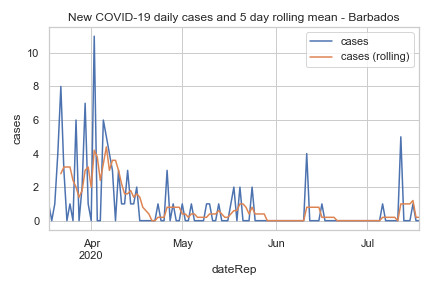 New COVID-19 daily cases and 5 day rolling mean - Barbados
cases
cases (rolling)
cases
10
8
6
4
2
0
Apr
2020
May
Jun
Jul
dateRep